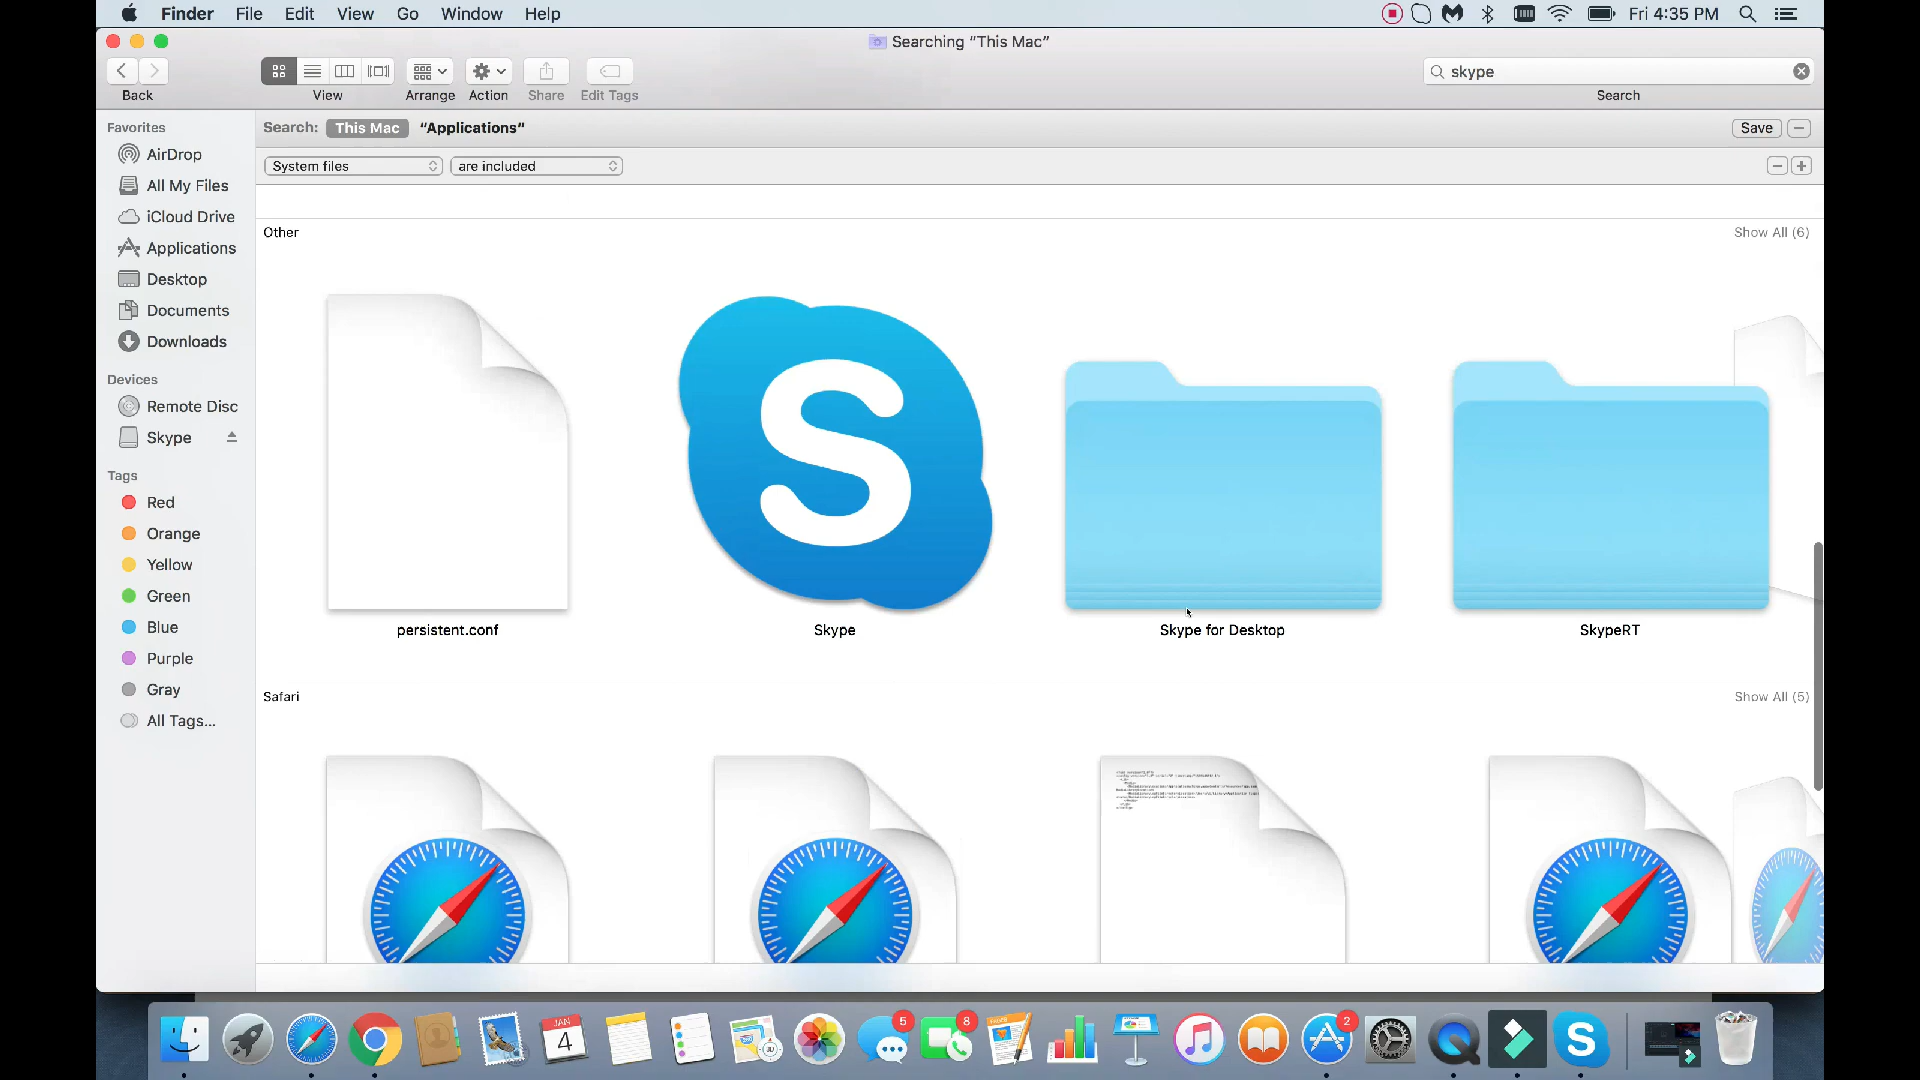 Finder File Edit View Go Window Help Fri 4:35 PM
Searching “This Mac”
skype
Back View Arrange Action Share Edit Tags Search
Search: This Mac “Applications” Save
System files are included
Favorites
AirDrop
All My Files
iCloud Drive
Applications
Desktop
Documents
Downloads
Devices
Remote Disc
Skype
Tags
Red
Orange
Yellow
Green
Blue
Purple
Gray
All Tags...
Other Show All (6)
S
persistent.conf Skype Skype for Desktop SkypeRT
Safari Show All (5)
JAN
4
5
8
2
S